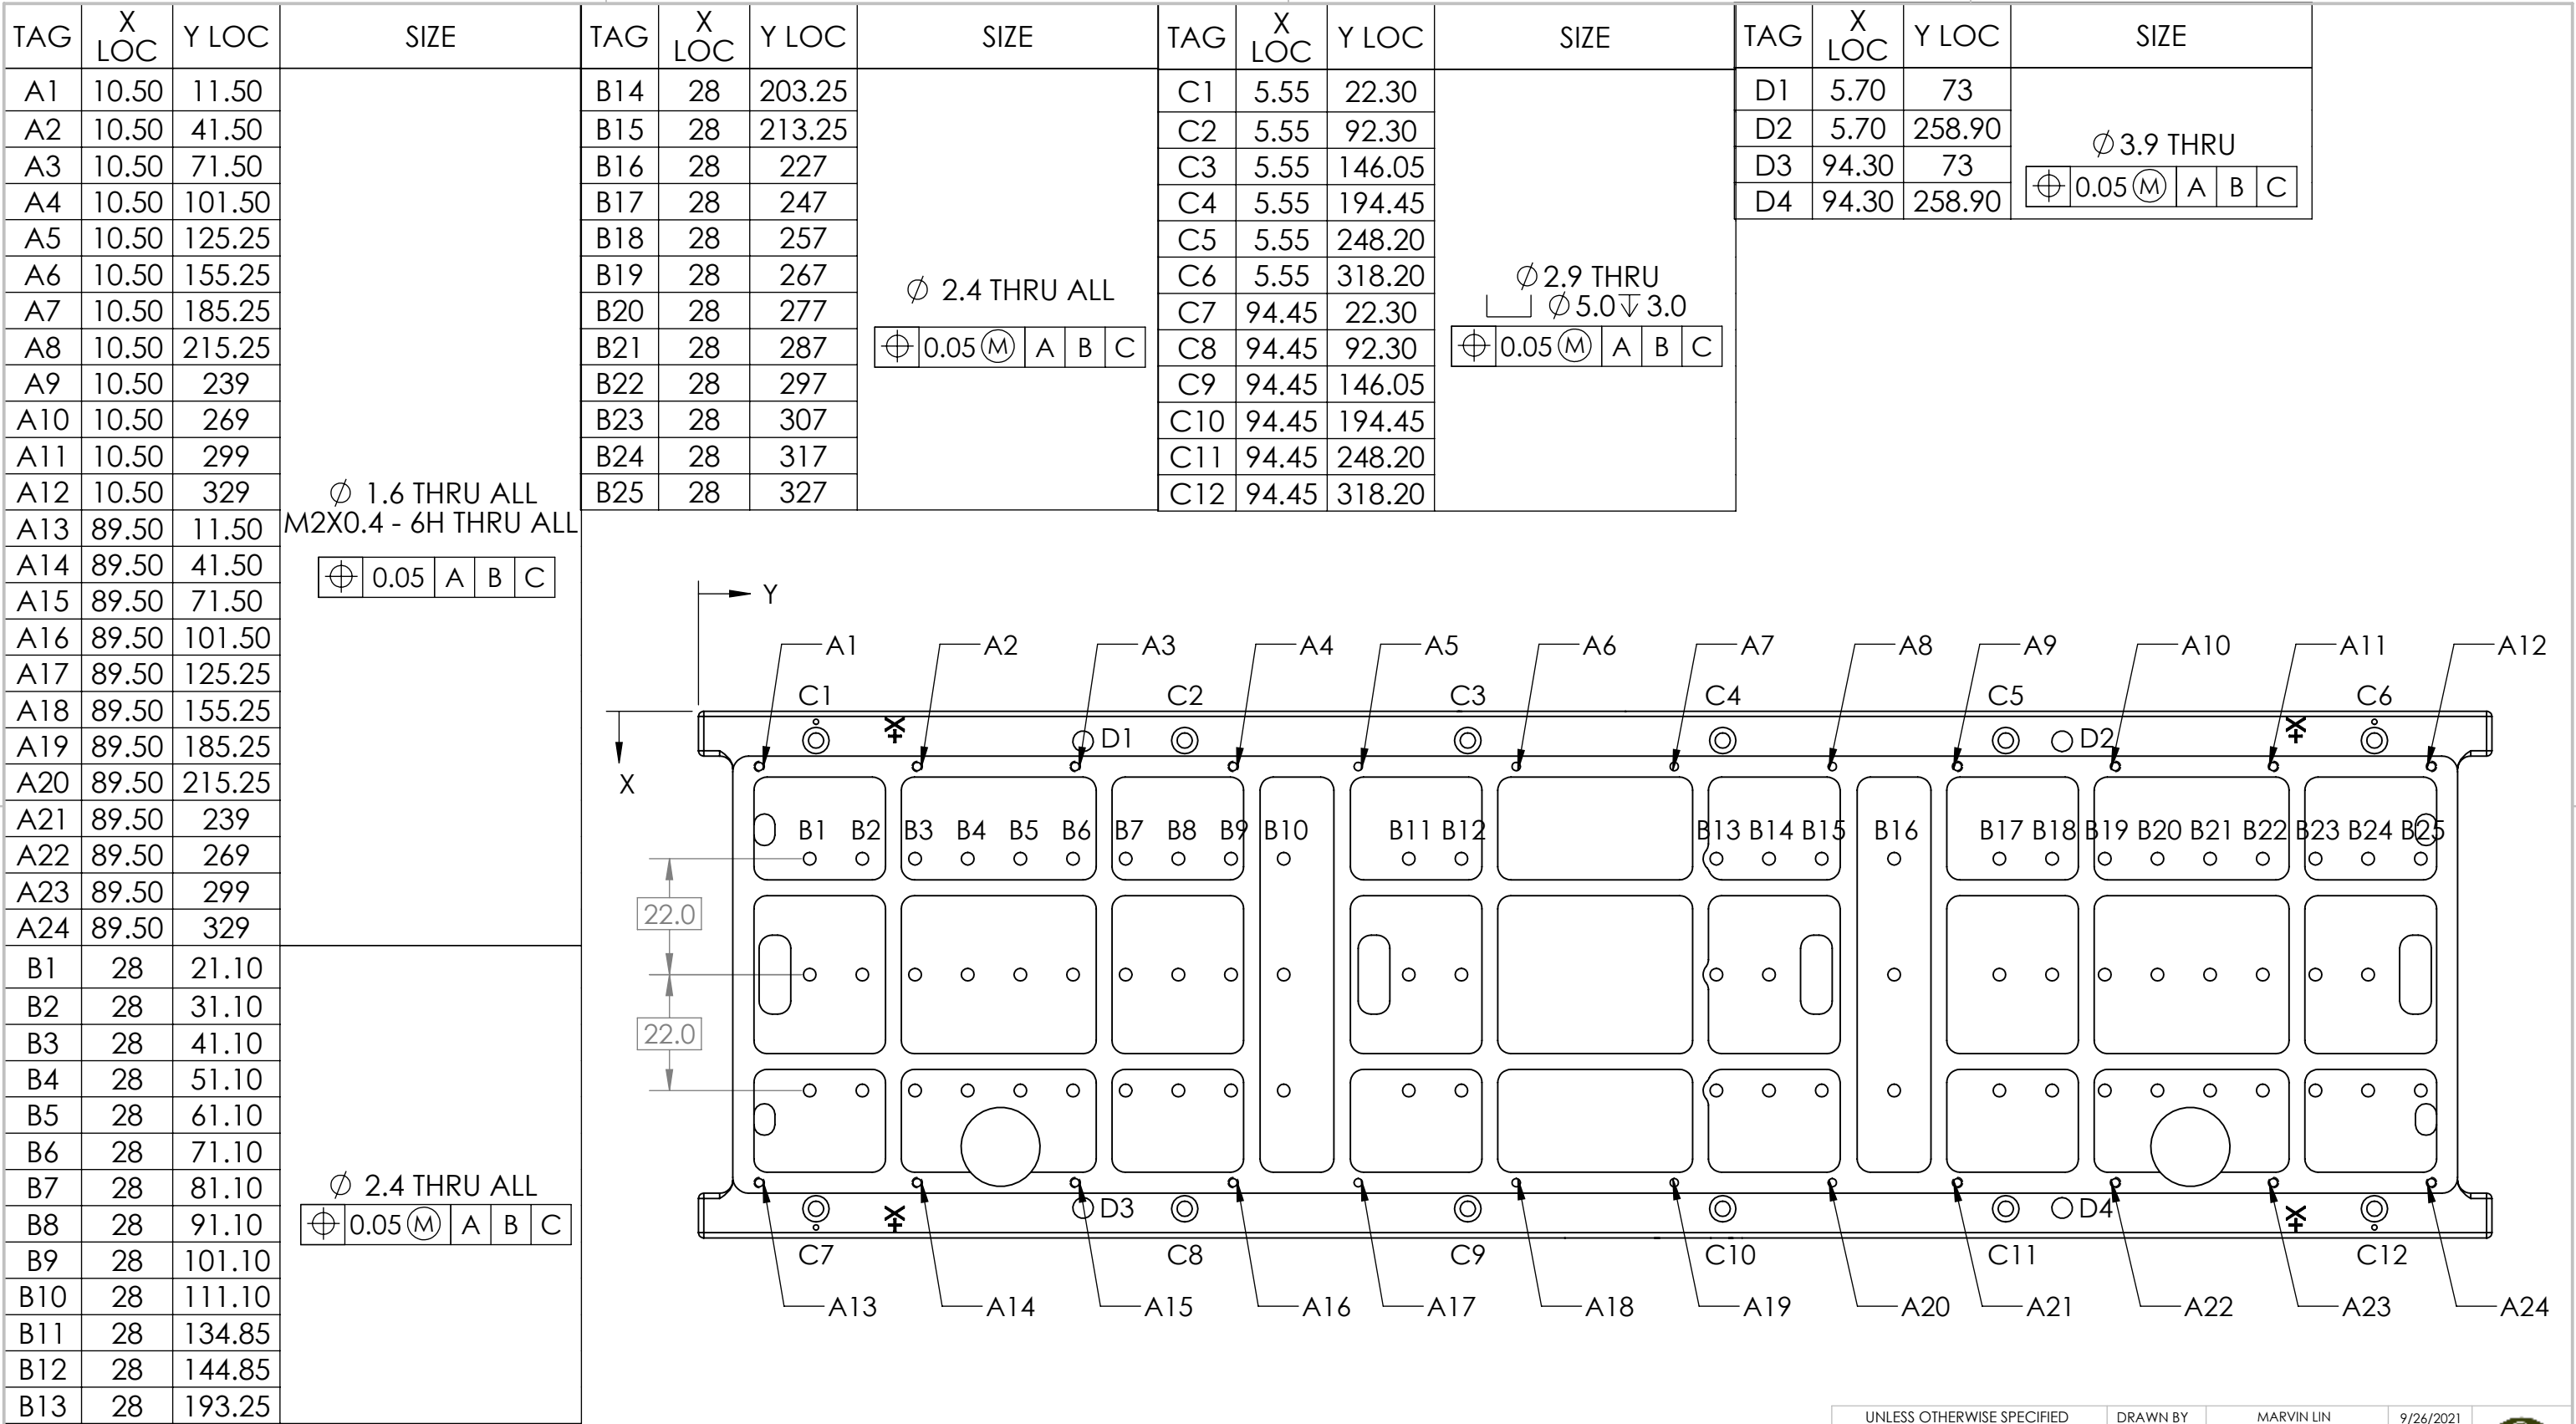 TAG X LOC Y LOC SIZE
A1 10.50 11.50
A2 10.50 41.50
A3 10.50 71.50
A4 10.50 101.50
A5 10.50 125.25
A6 10.50 155.25
A7 10.50 185.25
A8 10.50 215.25
A9 10.50 239
A10 10.50 269
A11 10.50 299
A12 10.50 329
A13 89.50 11.50
A14 89.50 41.50
A15 89.50 71.50
A16 89.50 101.50
A17 89.50 125.25
A18 89.50 155.25
A19 89.50 185.25
A20 89.50 215.25
A21 89.50 239
A22 89.50 269
A23 89.50 299
A24 89.50 329
∅ 1.6 THRU ALL
M2X0.4 - 6H THRU ALL
⌖ 0.05 A B C
B1 28 21.10
B2 28 31.10
B3 28 41.10
B4 28 51.10
B5 28 61.10
B6 28 71.10
B7 28 81.10
B8 28 91.10
B9 28 101.10
B10 28 111.10
B11 28 134.85
B12 28 144.85
B13 28 193.25
∅ 2.4 THRU ALL
⌖ 0.05 Ⓜ A B C
TAG X LOC Y LOC SIZE
B14 28 203.25
B15 28 213.25
B16 28 227
B17 28 247
B18 28 257
B19 28 267
B20 28 277
B21 28 287
B22 28 297
B23 28 307
B24 28 317
B25 28 327
∅ 2.4 THRU ALL
⌖ 0.05 Ⓜ A B C
TAG X LOC Y LOC SIZE
C1 5.55 22.30
C2 5.55 92.30
C3 5.55 146.05
C4 5.55 194.45
C5 5.55 248.20
C6 5.55 318.20
C7 94.45 22.30
C8 94.45 92.30
C9 94.45 146.05
C10 94.45 194.45
C11 94.45 248.20
C12 94.45 318.20
∅2.9 THRU
⌴ ∅5.0↧3.0
⌖ 0.05 Ⓜ A B C
TAG X LOC Y LOC SIZE
D1 5.70 73
D2 5.70 258.90
D3 94.30 73
D4 94.30 258.90
∅3.9 THRU
⌖ 0.05 Ⓜ A B C
Y
A1 A2 A3 A4 A5 A6 A7 A8 A9 A10 A11 A12
C1 C2 C3 C4 C5 C6
D1 D2
X
B1 B2 B3 B4 B5 B6 B7 B8 B9 B10 B11 B12 B13 B14 B15 B16 B17 B18 B19 B20 B21 B22 B23 B24 B25
22.0
22.0
D3 D4
C7 C8 C9 C10 C11 C12
A13 A14 A15 A16 A17 A18 A19 A20 A21 A22 A23 A24
UNLESS OTHERWISE SPECIFIED DRAWN BY MARVIN LIN 9/26/2021